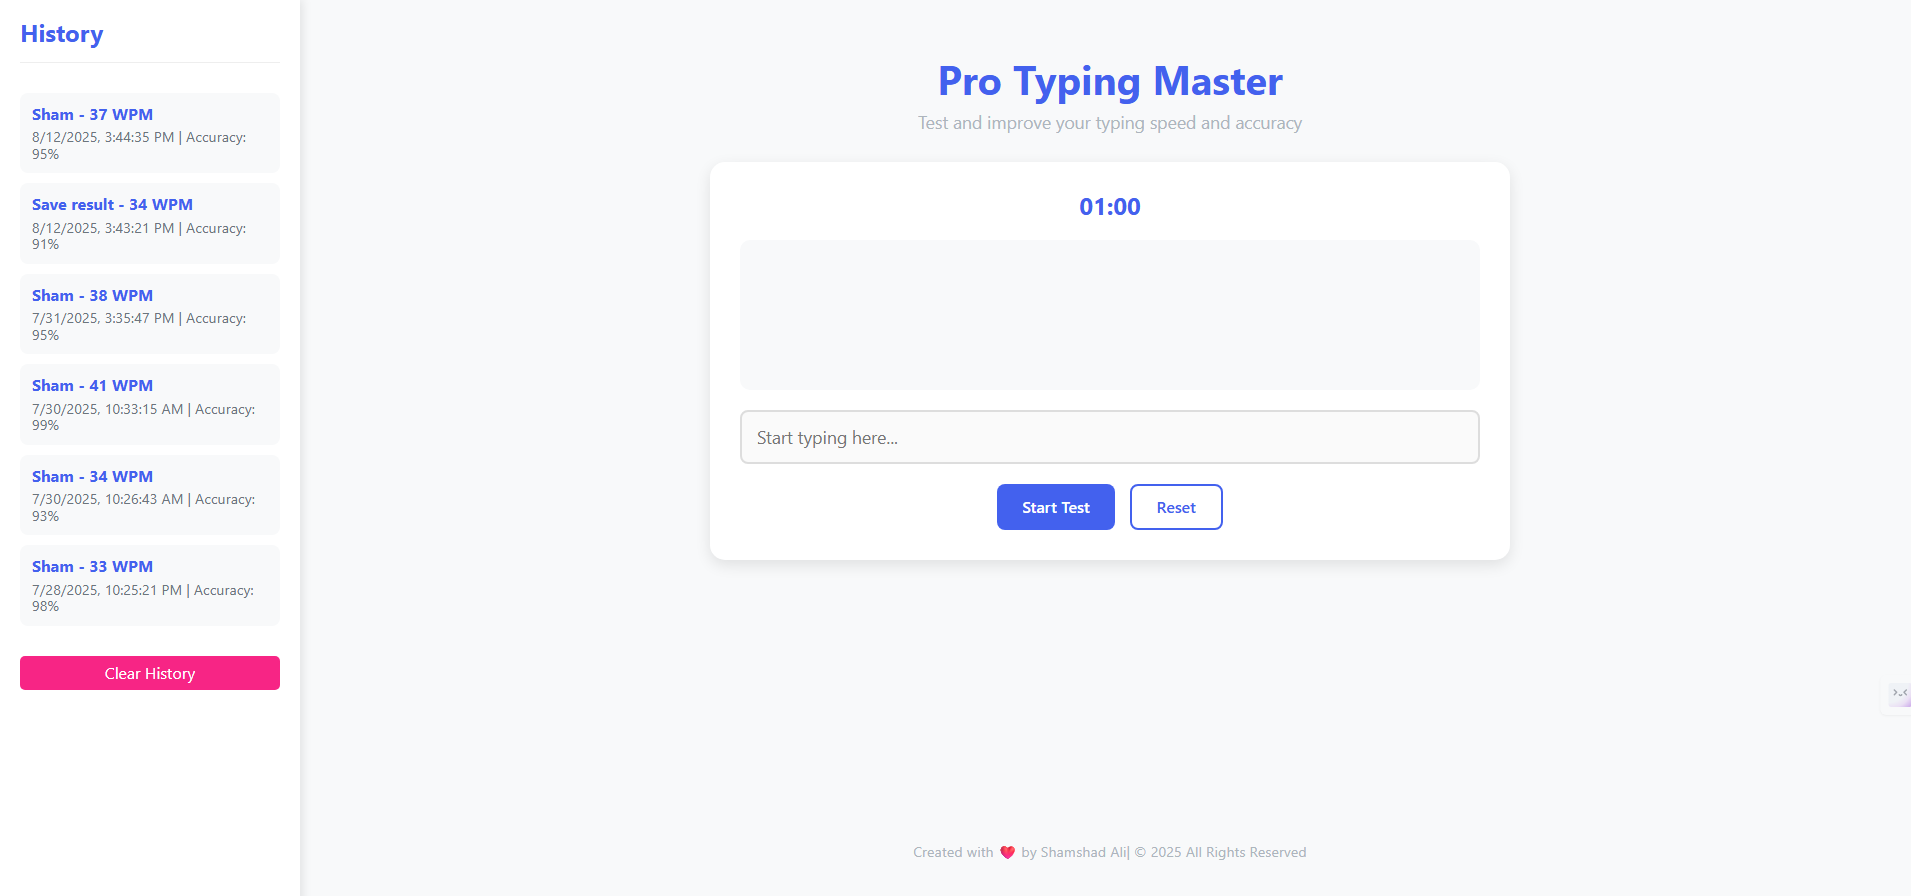 History
Sham - 37 WPM
8/12/2025, 3:44:35 PM | Accuracy:
95%
Save result - 34 WPM
8/12/2025, 3:43:21 PM | Accuracy:
91%
Sham - 38 WPM
7/31/2025, 3:35:47 PM | Accuracy:
95%
Sham - 41 WPM
7/30/2025, 10:33:15 AM | Accuracy:
99%
Sham - 34 WPM
7/30/2025, 10:26:43 AM | Accuracy:
93%
Sham - 33 WPM
7/28/2025, 10:25:21 PM | Accuracy:
98%
Clear History
Pro Typing Master
Test and improve your typing speed and accuracy
01:00
Start typing here...
Start Test
Reset
Created with ❤️ by Shamshad Ali| © 2025 All Rights Reserved